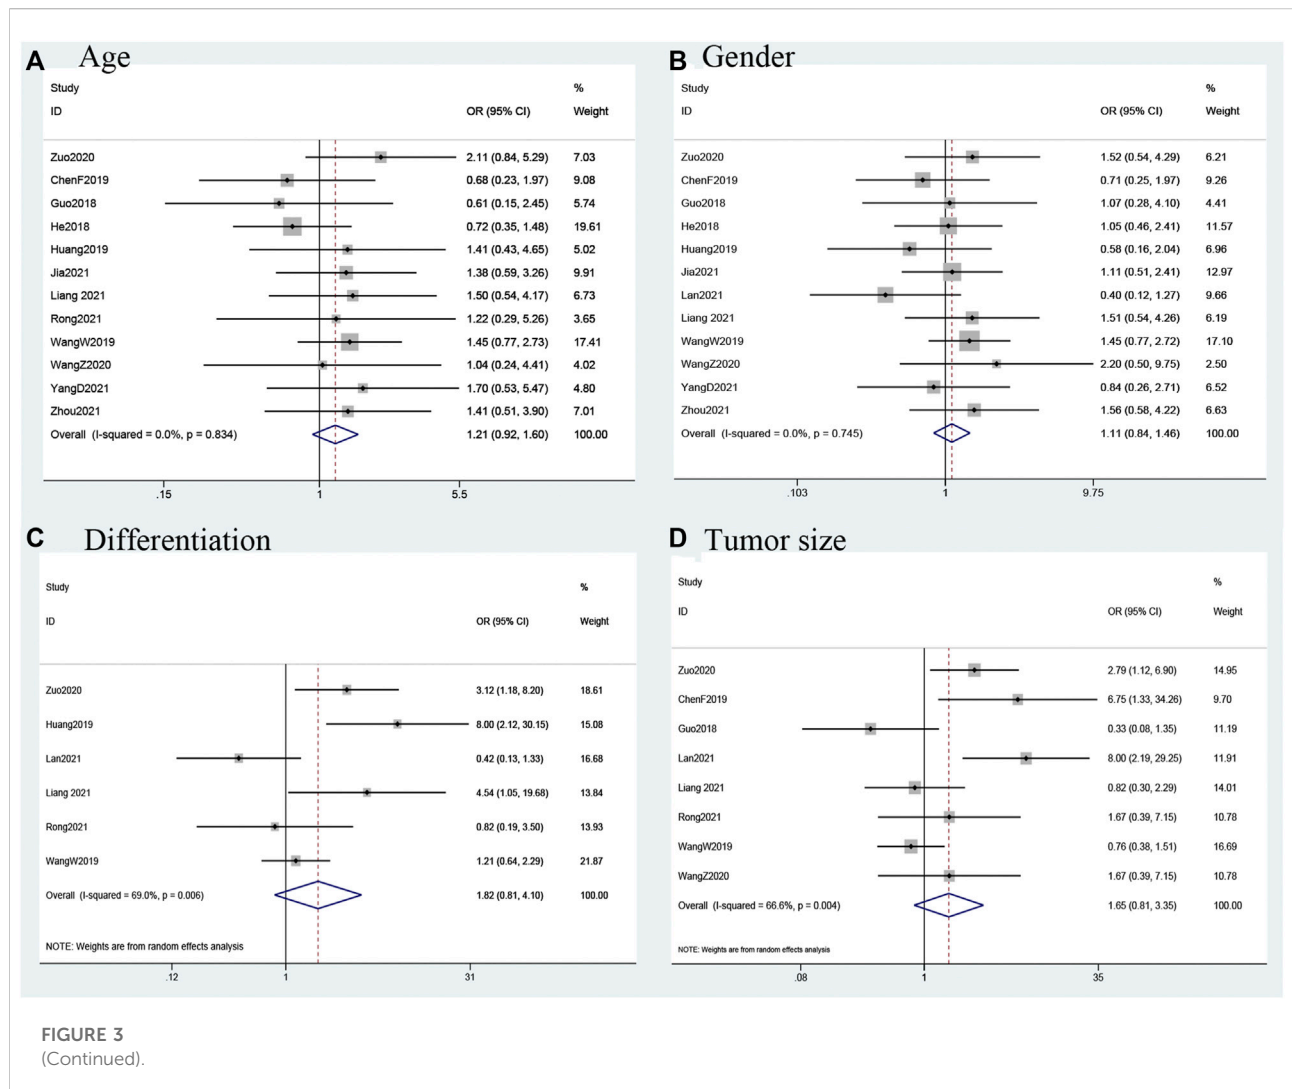 A Age
Study %
ID OR (95% CI) Weight
Zuo2020 2.11 (0.84, 5.29) 7.03
ChenF2019 0.68 (0.23, 1.97) 9.08
Guo2018 0.61 (0.15, 2.45) 5.74
He2018 0.72 (0.35, 1.48) 19.61
Huang2019 1.41 (0.43, 4.65) 5.02
Jia2021 1.38 (0.59, 3.26) 9.91
Liang 2021 1.50 (0.54, 4.17) 6.73
Rong2021 1.22 (0.29, 5.26) 3.65
WangW2019 1.45 (0.77, 2.73) 17.41
WangZ2020 1.04 (0.24, 4.41) 4.02
YangD2021 1.70 (0.53, 5.47) 4.80
Zhou2021 1.41 (0.51, 3.90) 7.01
Overall (I-squared = 0.0%, p = 0.834) 1.21 (0.92, 1.60) 100.00
.15 1 5.5
B Gender
Study %
ID OR (95% CI) Weight
Zuo2020 1.52 (0.54, 4.29) 6.21
ChenF2019 0.71 (0.25, 1.97) 9.26
Guo2018 1.07 (0.28, 4.10) 4.41
He2018 1.05 (0.46, 2.41) 11.57
Huang2019 0.58 (0.16, 2.04) 6.96
Jia2021 1.11 (0.51, 2.41) 12.97
Lan2021 0.40 (0.12, 1.27) 9.66
Liang 2021 1.51 (0.54, 4.26) 6.19
WangW2019 1.45 (0.77, 2.72) 17.10
WangZ2020 2.20 (0.50, 9.75) 2.50
YangD2021 0.84 (0.26, 2.71) 6.52
Zhou2021 1.56 (0.58, 4.22) 6.63
Overall (I-squared = 0.0%, p = 0.745) 1.11 (0.84, 1.46) 100.00
.103 1 9.75
C Differentiation
Study %
ID OR (95% CI) Weight
Zuo2020 3.12 (1.18, 8.20) 18.61
Huang2019 8.00 (2.12, 30.15) 15.08
Lan2021 0.42 (0.13, 1.33) 16.68
Liang 2021 4.54 (1.05, 19.68) 13.84
Rong2021 0.82 (0.19, 3.50) 13.93
WangW2019 1.21 (0.64, 2.29) 21.87
Overall (I-squared = 69.0%, p = 0.006) 1.82 (0.81, 4.10) 100.00
NOTE: Weights are from random effects analysis
.12 1 31
D Tumor size
Study %
ID OR (95% CI) Weight
Zuo2020 2.79 (1.12, 6.90) 14.95
ChenF2019 6.75 (1.33, 34.26) 9.70
Guo2018 0.33 (0.08, 1.35) 11.19
Lan2021 8.00 (2.19, 29.25) 11.91
Liang 2021 0.82 (0.30, 2.29) 14.01
Rong2021 1.67 (0.39, 7.15) 10.78
WangW2019 0.76 (0.38, 1.51) 16.69
WangZ2020 1.67 (0.39, 7.15) 10.78
Overall (I-squared = 66.6%, p = 0.004) 1.65 (0.81, 3.35) 100.00
NOTE: Weights are from random effects analysis
.08 1 35
FIGURE 3
(Continued).